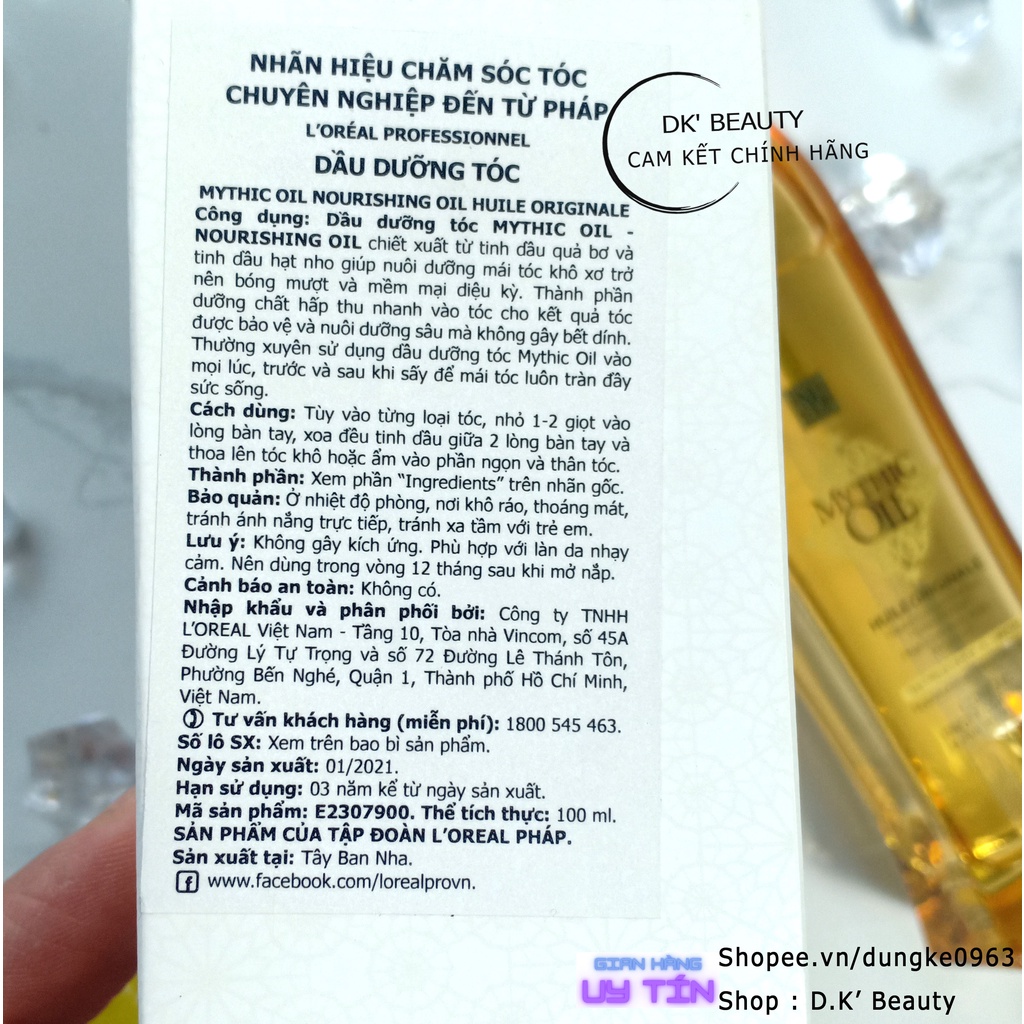 NHÃN HIỆU CHĂM SÓC TÓC
CHUYÊN NGHIỆP ĐẾN TỪ PHÁP
L'ORÉAL PROFESSIONNEL
DẦU DƯỠNG TÓC
MYTHIC OIL NOURISHING OIL HUILE ORIGINALE
Công dụng: Dầu dưỡng tóc MYTHIC OIL -
NOURISHING OIL chiết xuất từ tinh dầu quả bơ và
tinh dầu hạt nho giúp nuôi dưỡng mái tóc khô xơ trở
nên bóng mượt và mềm mại diệu kỳ. Thành phần
dưỡng chất hấp thu nhanh vào tóc cho kết quả tóc
được bảo vệ và nuôi dưỡng sâu mà không gây bết dính.
Thường xuyên sử dụng dầu dưỡng tóc Mythic Oil vào
mọi lúc, trước và sau khi sấy để mái tóc luôn tràn đầy
sức sống.
Cách dùng: Tùy vào từng loại tóc, nhỏ 1-2 giọt vào
lòng bàn tay, xoa đều tinh dầu giữa 2 lòng bàn tay và
thoa lên tóc khô hoặc ẩm vào phần ngọn và thân tóc.
Thành phần: Xem phần "Ingredients" trên nhãn gốc.
Bảo quản: Ở nhiệt độ phòng, nơi khô ráo, thoáng mát,
tránh ánh nắng trực tiếp, tránh xa tầm với trẻ em.
Lưu ý: Không gây kích ứng. Phù hợp với làn da nhạy
cảm. Nên dùng trong vòng 12 tháng sau khi mở nắp.
Cảnh báo an toàn: Không có.
Nhập khẩu và phân phối bởi: Công ty TNHH
L'OREAL Việt Nam - Tầng 10, Tòa nhà Vincom, số 45A
Đường Lý Tự Trọng và số 72 Đường Lê Thánh Tôn,
Phường Bến Nghé, Quận 1, Thành phố Hồ Chí Minh,
Việt Nam.
Tư vấn khách hàng (miễn phí): 1800 545 463.
Số lô SX: Xem trên bao bì sản phẩm.
Ngày sản xuất: 01/2021.
Hạn sử dụng: 03 năm kể từ ngày sản xuất.
Mã sản phẩm: E2307900. Thể tích thực: 100 ml.
SẢN PHẨM CỦA TẬP ĐOÀN L'OREAL PHÁP.
Sản xuất tại: Tây Ban Nha.
www.facebook.com/lorealprovn.
DK' BEAUTY
CAM KẾT CHÍNH HÃNG
MYTHIC
OIL
GIAN HÀNG
UY TÍN
Shopee.vn/dungke0963
Shop : D.K' Beauty